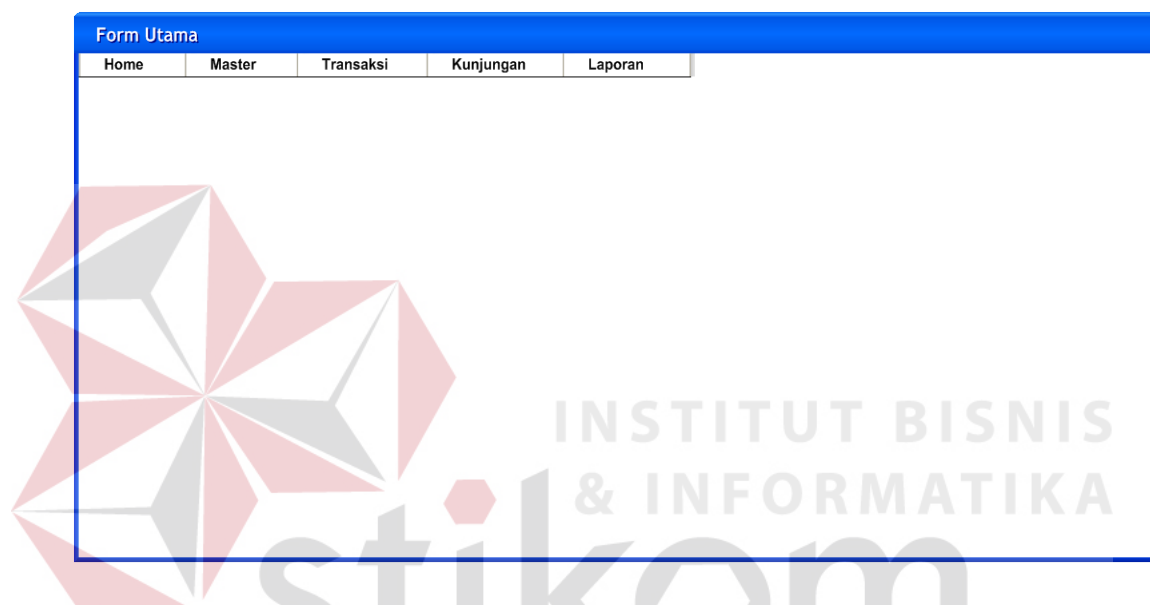 Form Utama
Home Master Transaksi Kunjungan Laporan
INSTITUT BISNIS
& INFORMATIKA
stikom